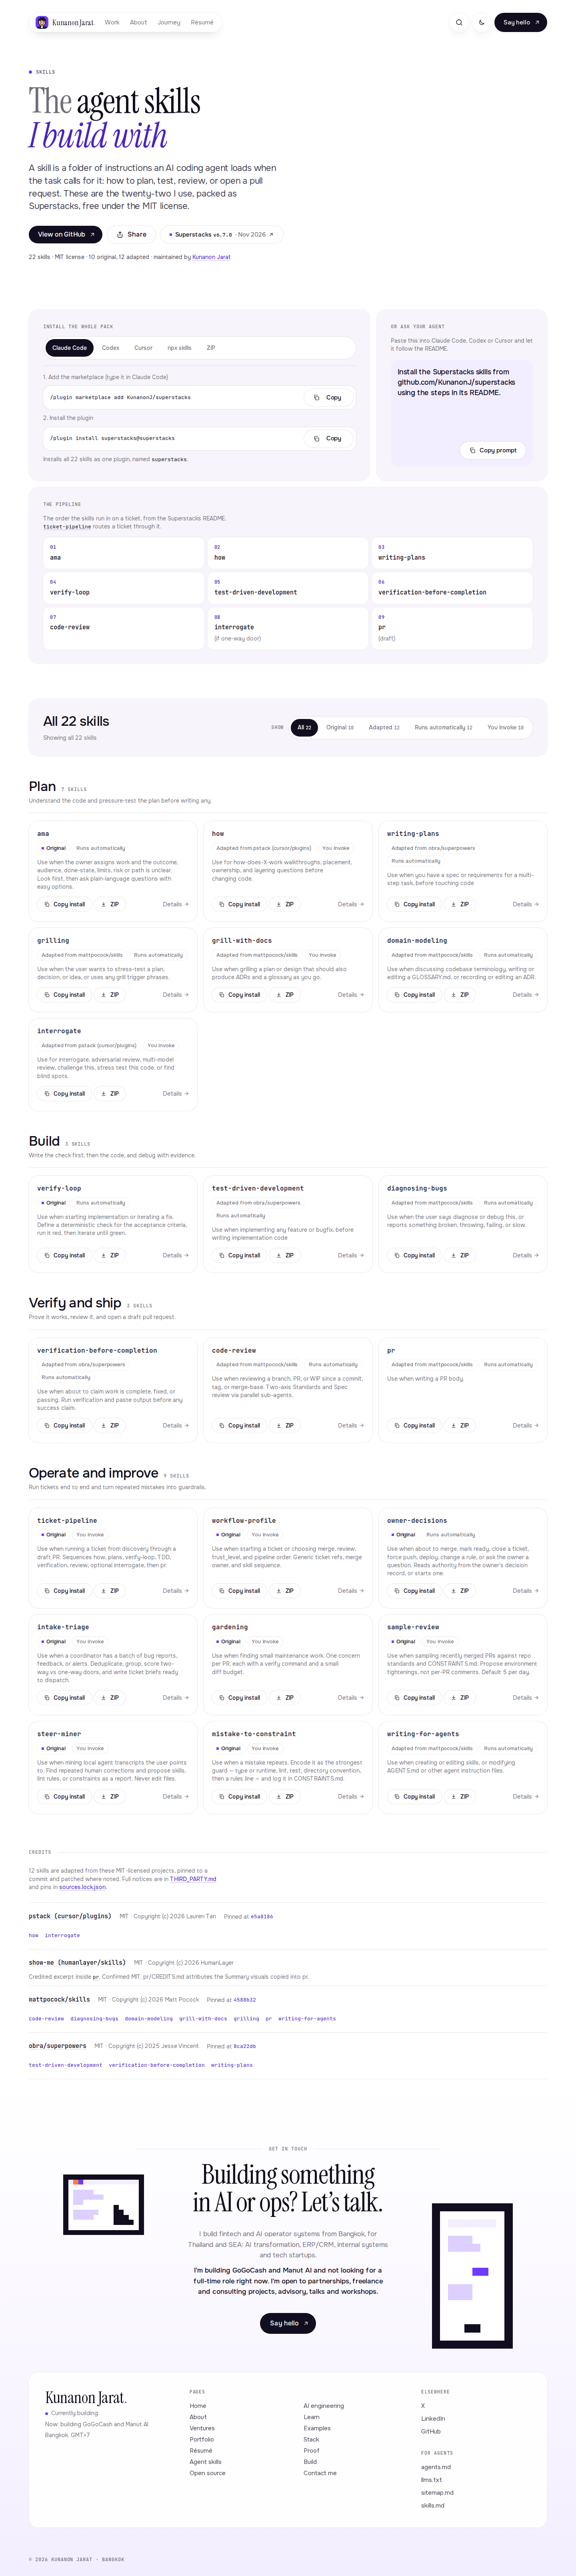 Kunanon Jarat. Work About Journey Résumé Say hello
SKILLS
The agent skills
I build with
A skill is a folder of instructions an AI coding agent loads when
the task calls for it: how to plan, test, review, or open a pull
request. These are the twenty-two I use, packed as
Superstacks, free under the MIT license.
View on GitHub Share Superstacks v6.7.0 · Nov 2026
22 skills · MIT license · 10 original, 12 adapted · maintained by Kunanon Jarat
INSTALL THE WHOLE PACK
Claude Code Codex Cursor npx skills ZIP
1. Add the marketplace (type it in Claude Code)
/plugin marketplace add KunanonJ/superstacks Copy
2. Install the plugin
/plugin install superstacks@superstacks Copy
Installs all 22 skills as one plugin, named superstacks.
OR ASK YOUR AGENT
Paste this into Claude Code, Codex or Cursor and let
it follow the README.
Install the Superstacks skills from
github.com/KunanonJ/superstacks
using the steps in its README.
Copy prompt
THE PIPELINE
The order the skills run in on a ticket, from the Superstacks README.
ticket-pipeline routes a ticket through it.
01 ama
02 how
03 writing-plans
04 verify-loop
05 test-driven-development
06 verification-before-completion
07 code-review
08 interrogate
(if one-way door)
09 pr
(draft)
All 22 skills
Showing all 22 skills
SHOW All 22 Original 10 Adapted 12 Runs automatically 12 You invoke 10
Plan 7 SKILLS
Understand the code and pressure-test the plan before writing any.
ama
Original Runs automatically
Use when the owner assigns work and the outcome,
audience, done-state, limits, risk or path is unclear.
Look first, then ask plain-language questions with
easy options.
Copy install ZIP Details →
how
Adapted from pstack (cursor/plugins) You invoke
Use for how-does-X-work walkthroughs, placement,
ownership, and layering questions before
changing code.
Copy install ZIP Details →
writing-plans
Adapted from obra/superpowers
Runs automatically
Use when you have a spec or requirements for a multi-
step task, before touching code
Copy install ZIP Details →
grilling
Adapted from mattpocock/skills Runs automatically
Use when the user wants to stress-test a plan,
decision, or idea, or uses any grill trigger phrases.
Copy install ZIP Details →
grill-with-docs
Adapted from mattpocock/skills You invoke
Use when grilling a plan or design that should also
produce ADRs and a glossary as you go.
Copy install ZIP Details →
domain-modeling
Adapted from mattpocock/skills Runs automatically
Use when discussing codebase terminology, writing or
editing a GLOSSARY.md, or recording or editing an ADR.
Copy install ZIP Details →
interrogate
Adapted from pstack (cursor/plugins) You invoke
Use for interrogate, adversarial review, multi-model
review, challenge this, stress test this code, or find
blind spots.
Copy install ZIP Details →
Build 3 SKILLS
Write the check first, then the code, and debug with evidence.
verify-loop
Original Runs automatically
Use when starting implementation or iterating a fix.
Define a deterministic check for the acceptance criteria,
run it red, then iterate until green.
Copy install ZIP Details →
test-driven-development
Adapted from obra/superpowers
Runs automatically
Use when implementing any feature or bugfix, before
writing implementation code
Copy install ZIP Details →
diagnosing-bugs
Adapted from mattpocock/skills Runs automatically
Use when the user says diagnose or debug this, or
reports something broken, throwing, failing, or slow.
Copy install ZIP Details →
Verify and ship 3 SKILLS
Prove it works, review it, and open a draft pull request.
verification-before-completion
Adapted from obra/superpowers
Runs automatically
Use when about to claim work is complete, fixed, or
passing. Run verification and paste output before any
success claim.
Copy install ZIP Details →
code-review
Adapted from mattpocock/skills Runs automatically
Use when reviewing a branch, PR, or WIP since a commit,
tag, or merge-base. Two-axis Standards and Spec
review via parallel sub-agents.
Copy install ZIP Details →
pr
Adapted from mattpocock/skills Runs automatically
Use when writing a PR body.
Copy install ZIP Details →
Operate and improve 9 SKILLS
Run tickets end to end and turn repeated mistakes into guardrails.
ticket-pipeline
Original You invoke
Use when running a ticket from discovery through a
draft PR. Sequences how, plans, verify-loop, TDD,
verification, review, optional interrogate, then pr.
Copy install ZIP Details →
workflow-profile
Original You invoke
Use when starting a ticket or choosing merge, review,
trust_level, and pipeline order. Generic ticket refs, merge
owner, and skill sequence.
Copy install ZIP Details →
owner-decisions
Original Runs automatically
Use when about to merge, mark ready, close a ticket,
force push, deploy, change a rule, or ask the owner a
question. Reads authority from the owner's decision
record, or starts one.
Copy install ZIP Details →
intake-triage
Original You invoke
Use when a coordinator has a batch of bug reports,
feedback, or alerts. Deduplicate, group, score two-
way vs one-way doors, and write ticket briefs ready
to dispatch.
Copy install ZIP Details →
gardening
Original You invoke
Use when finding small maintenance work. One concern
per PR, each with a verify command and a small
diff budget.
Copy install ZIP Details →
sample-review
Original You invoke
Use when sampling recently merged PRs against repo
standards and CONSTRAINTS.md. Propose environment
tightenings, not per-PR comments. Default 5 per day.
Copy install ZIP Details →
steer-miner
Original You invoke
Use when mining local agent transcripts the user points
to. Find repeated human corrections and propose skills,
lint rules, or constraints as a report. Never edit files.
Copy install ZIP Details →
mistake-to-constraint
Original You invoke
Use when a mistake repeats. Encode it as the strongest
guard — type or runtime, lint, test, directory convention,
then a rules line — and log it in CONSTRAINTS.md.
Copy install ZIP Details →
writing-for-agents
Adapted from mattpocock/skills Runs automatically
Use when creating or editing skills, or modifying
AGENTS.md or other agent instruction files.
Copy install ZIP Details →
CREDITS
12 skills are adapted from these MIT-licensed projects, pinned to a
commit and patched where noted. Full notices are in THIRD_PARTY.md
and pins in sources.lock.json.
pstack (cursor/plugins) MIT · Copyright (c) 2026 Lauren Tan Pinned at e5a8186
how interrogate
show-me (humanlayer/skills) MIT · Copyright (c) 2026 HumanLayer
Credited excerpt inside pr. Confirmed MIT. pr/CREDITS.md attributes the Summary visuals copied into pr.
mattpocock/skills MIT · Copyright (c) 2026 Matt Pocock Pinned at 4588b32
code-review diagnosing-bugs domain-modeling grill-with-docs grilling pr writing-for-agents
obra/superpowers MIT · Copyright (c) 2025 Jesse Vincent Pinned at 8ca22db
test-driven-development verification-before-completion writing-plans
GET IN TOUCH
Building something
in AI or ops? Let's talk.
I build fintech and AI operator systems from Bangkok, for
Thailand and SEA: AI transformation, ERP/CRM, internal systems
and tech startups.
I'm building GoGoCash and Manut AI and not looking for a
full-time role right now. I'm open to partnerships, freelance
and consulting projects, advisory, talks and workshops.
Say hello
Kunanon Jarat.
Currently building
Now: building GoGoCash and Manut AI
Bangkok, GMT+7
PAGES
Home
About
Ventures
Portfolio
Résumé
Agent skills
Open source
AI engineering
Learn
Examples
Stack
Proof
Build
Contact me
ELSEWHERE
X
LinkedIn
GitHub
FOR AGENTS
agents.md
llms.txt
sitemap.md
skills.md
© 2026 KUNANON JARAT · BANGKOK